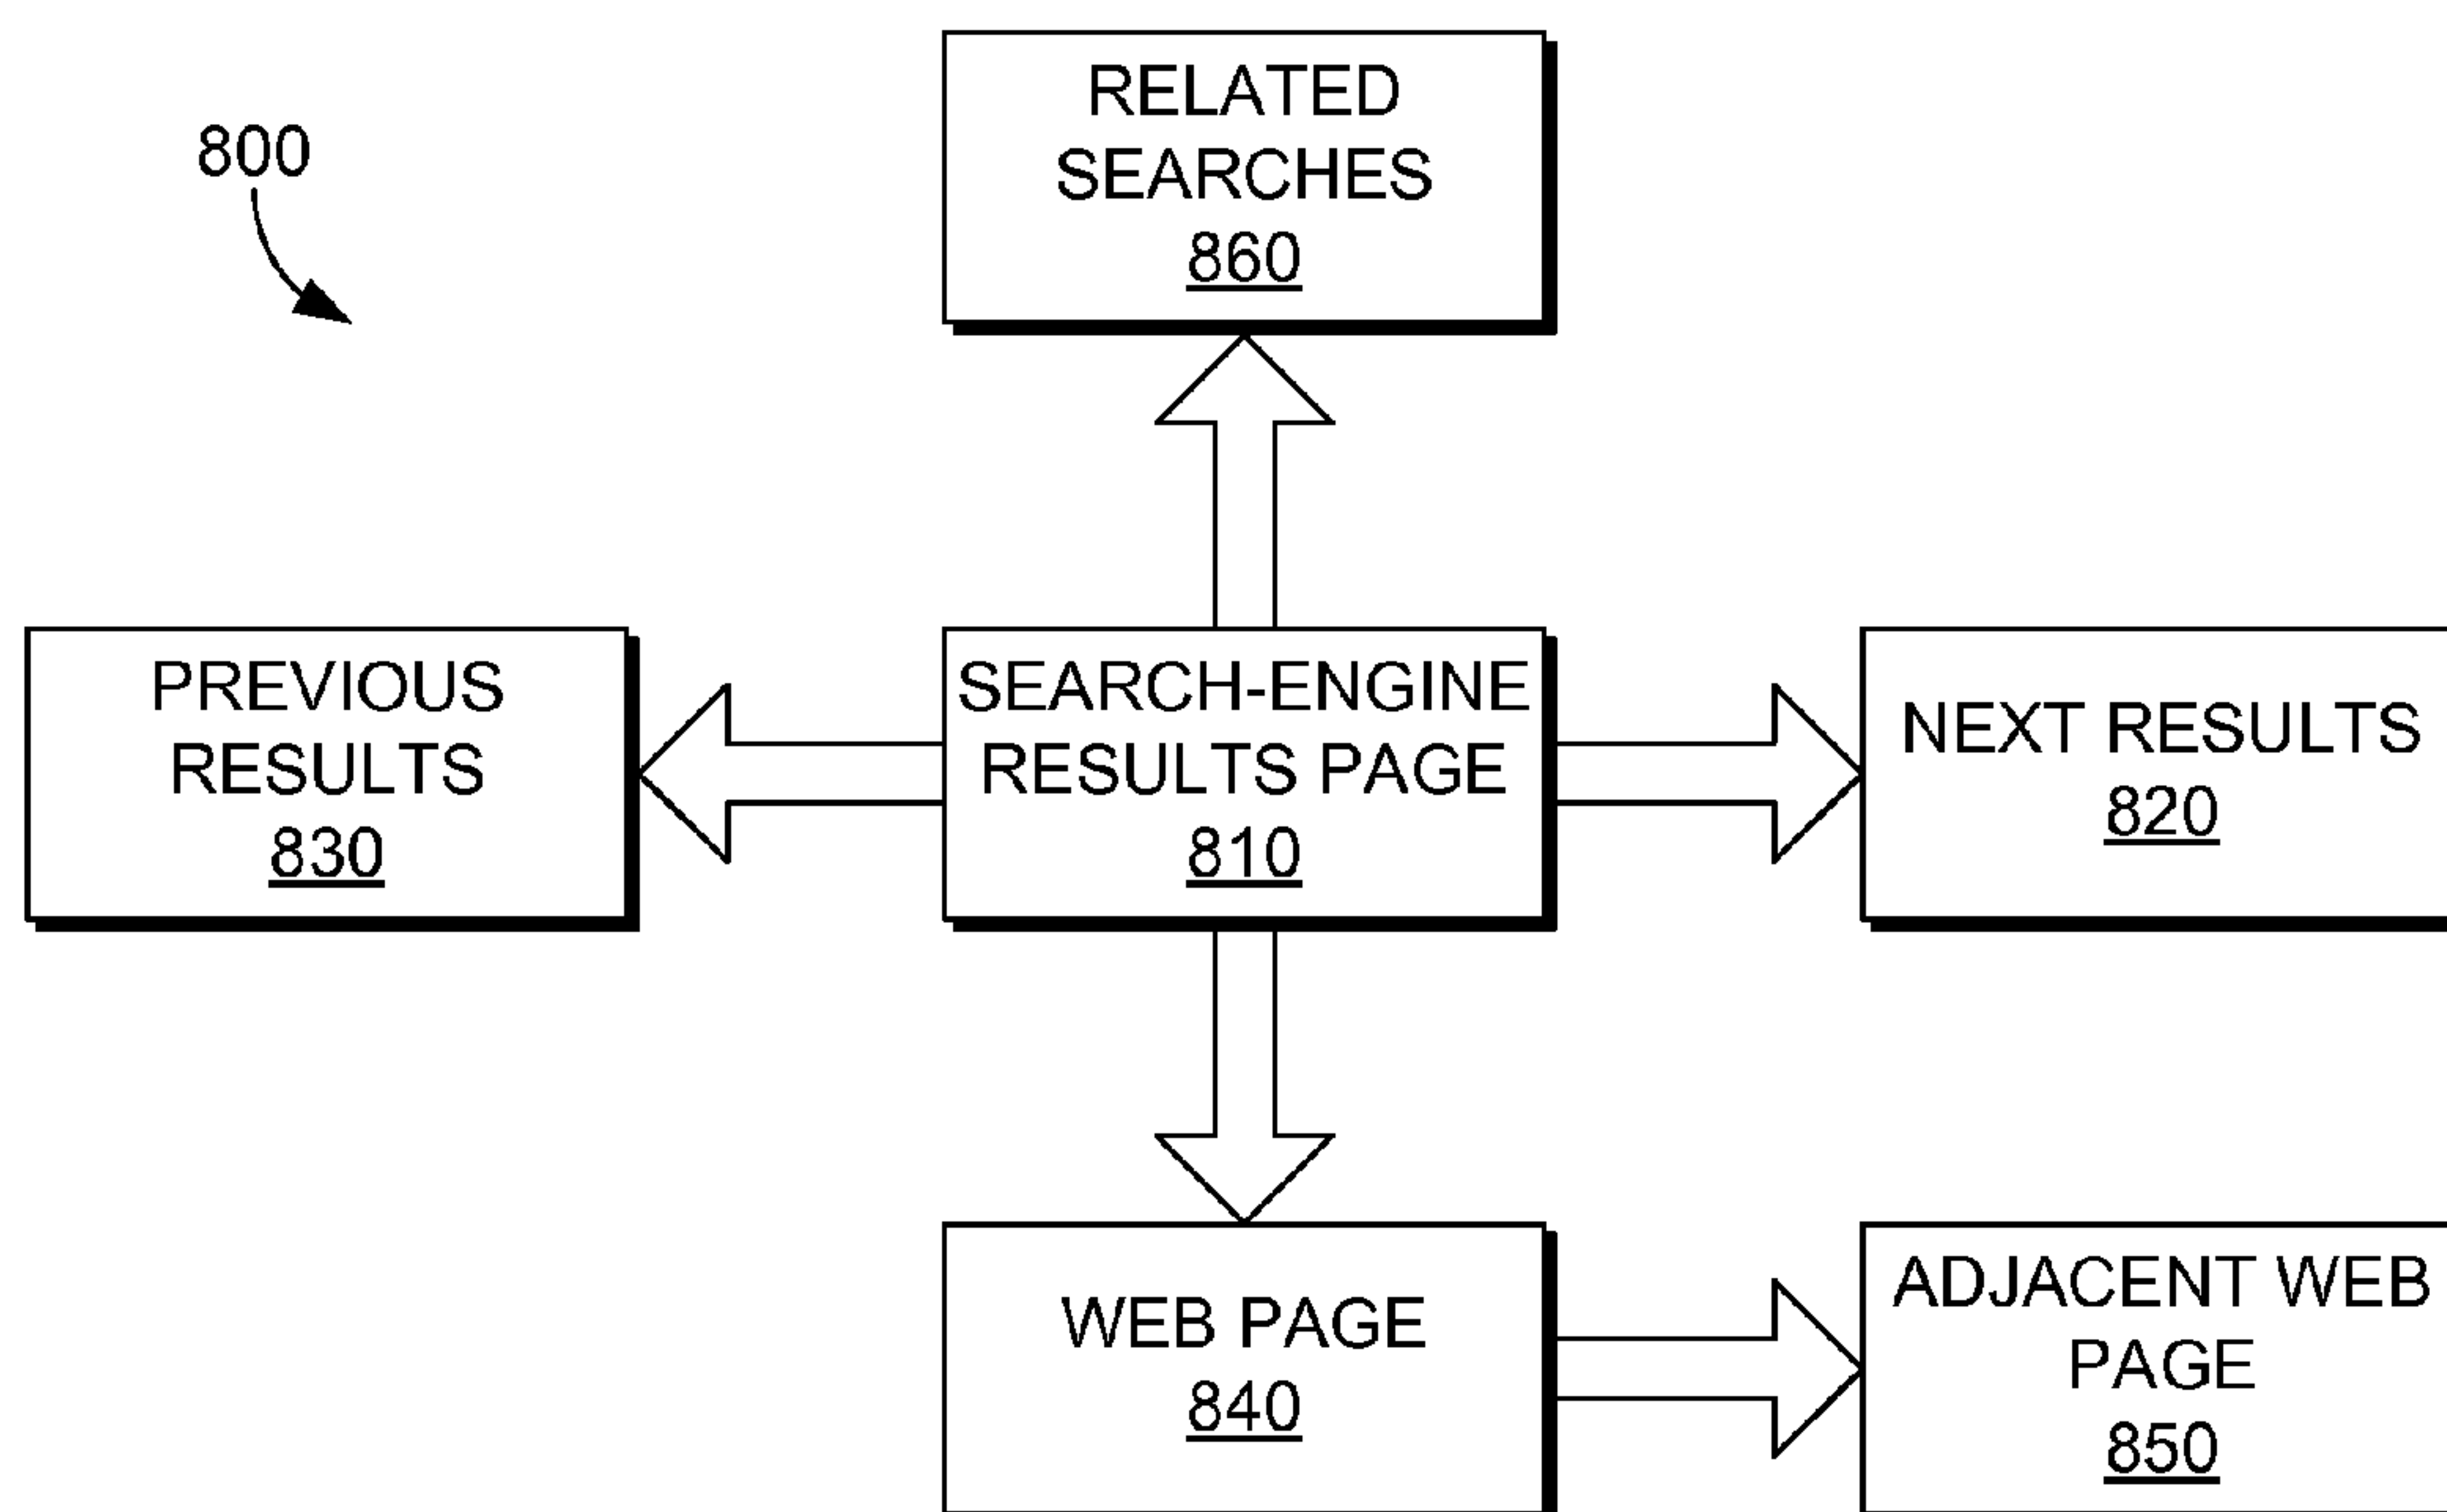 800
RELATED
SEARCHES
860
PREVIOUS
RESULTS
830
SEARCH-ENGINE
RESULTS PAGE
810
NEXT RESULTS
820
WEB PAGE
840
ADJACENT WEB
PAGE
850